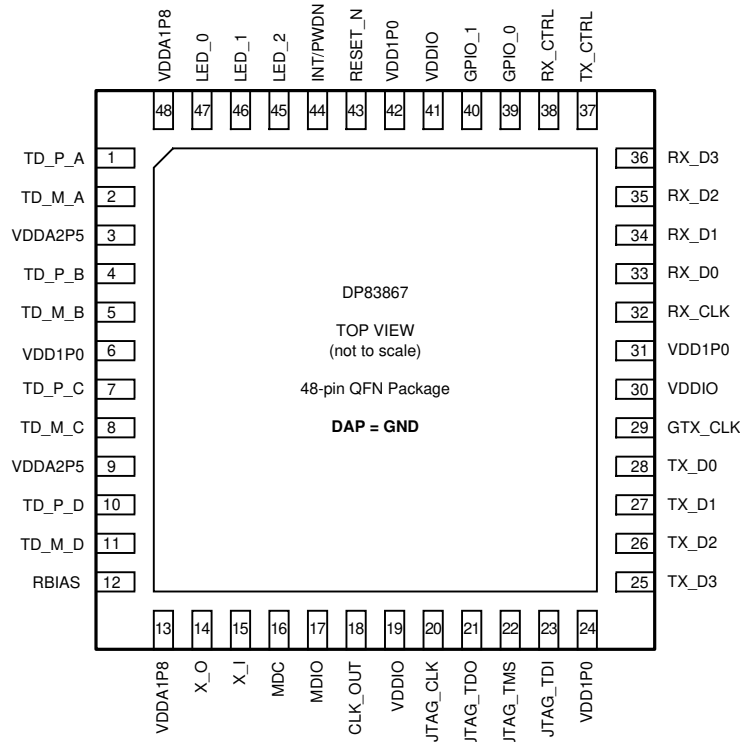 VDDA1P8
LED_0
LED_1
LED_2
INT/PWDN
RESET_N
VDD1P0
VDDIO
GPIO_1
GPIO_0
RX_CTRL
TX_CTRL
48 47 46 45 44 43 42 41 40 39 38 37
TD_P_A 1
TD_M_A 2
VDDA2P5 3
TD_P_B 4
TD_M_B 5
VDD1P0 6
TD_P_C 7
TD_M_C 8
VDDA2P5 9
TD_P_D 10
TD_M_D 11
RBIAS 12
DP83867
TOP VIEW
(not to scale)
48-pin QFN Package
DAP = GND
36 RX_D3
35 RX_D2
34 RX_D1
33 RX_D0
32 RX_CLK
31 VDD1P0
30 VDDIO
29 GTX_CLK
28 TX_D0
27 TX_D1
26 TX_D2
25 TX_D3
13 14 15 16 17 18 19 20 21 22 23 24
VDDA1P8
X_O
X_I
MDC
MDIO
CLK_OUT
VDDIO
JTAG_CLK
JTAG_TDO
JTAG_TMS
JTAG_TDI
VDD1P0